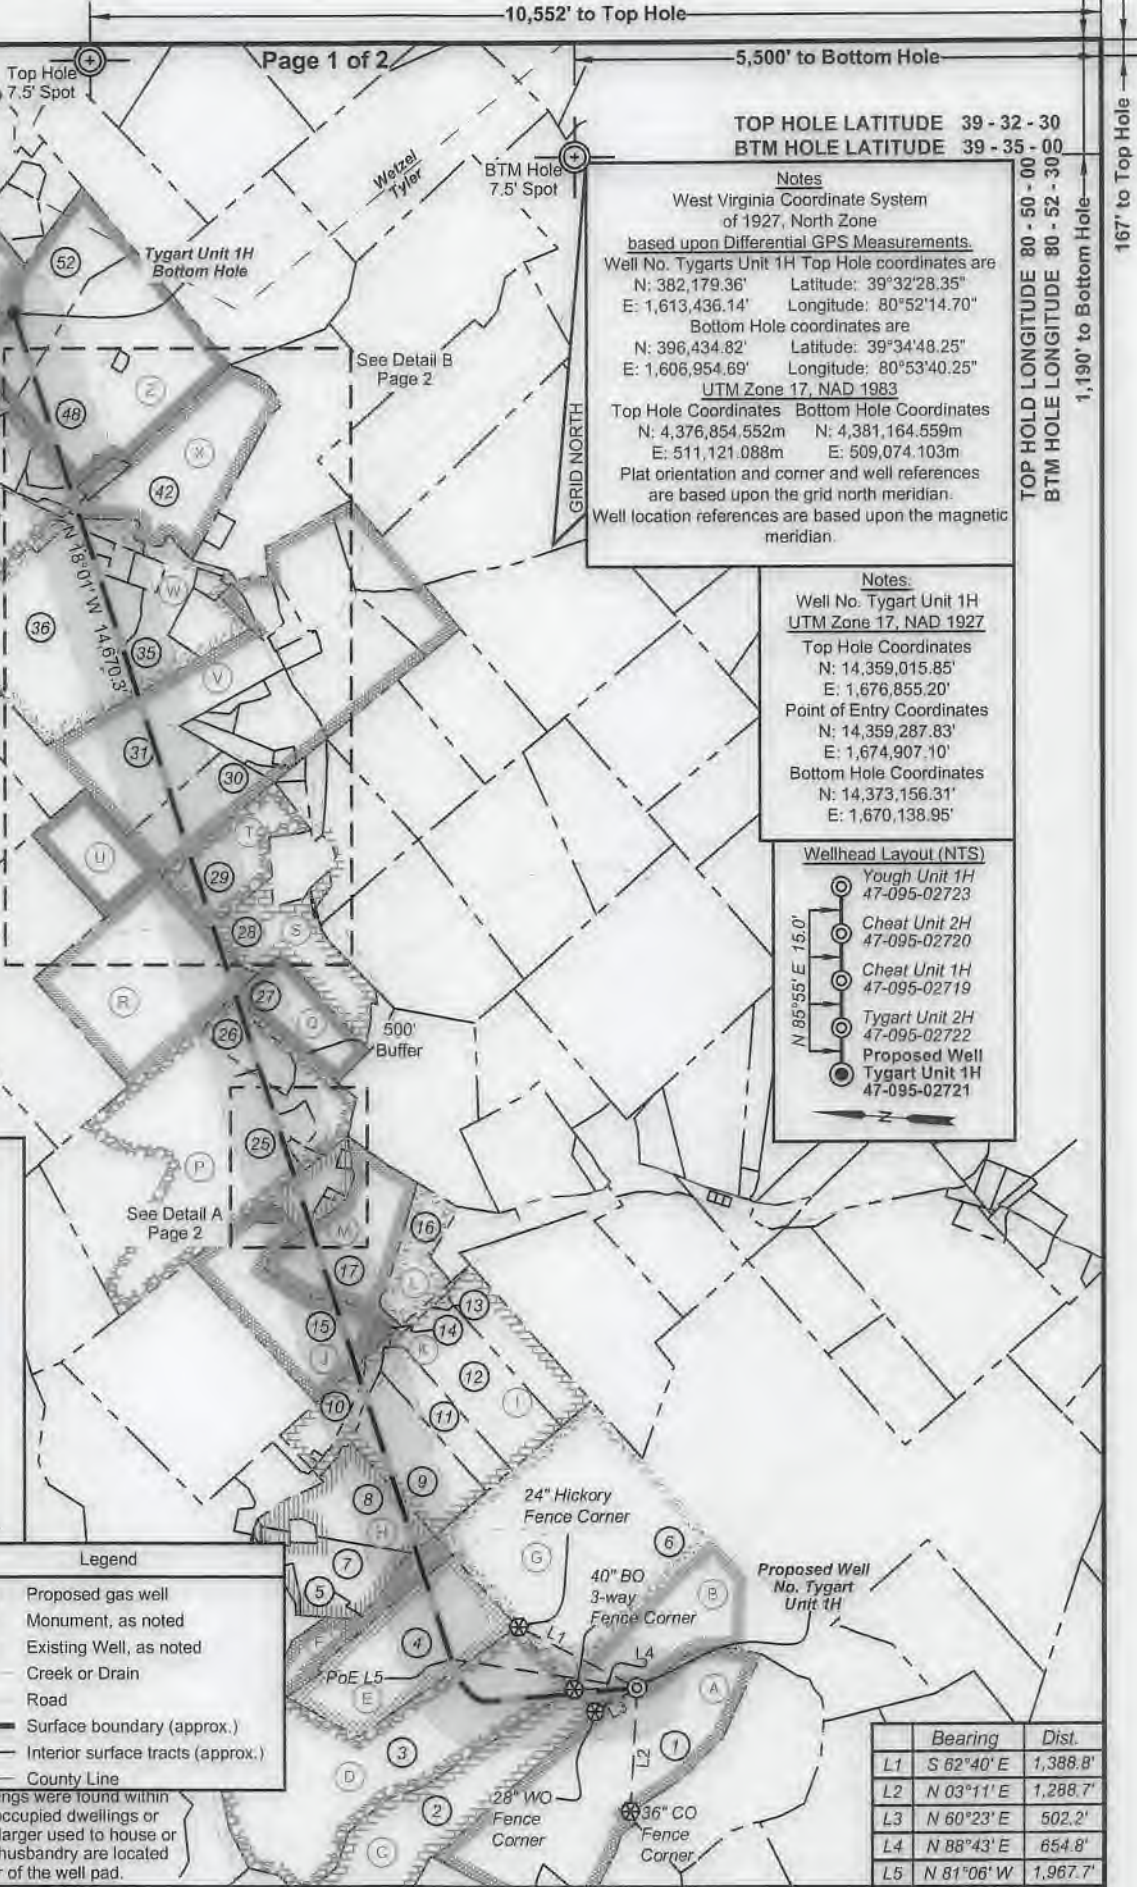 10,552' to Top Hole
Page 1 of 2
5,500' to Bottom Hole
Top Hole
7.5' Spot
167' to Top Hole
1,190' to Bottom Hole
TOP HOLE LATITUDE 39 - 32 - 30
BTM HOLE LATITUDE 39 - 35 - 00
TOP HOLD LONGITUDE 80 - 50 - 00
BTM HOLE LONGITUDE 80 - 52 - 30
Wetzel
Tyler
BTM Hole
7.5' Spot
GRID NORTH
Notes
West Virginia Coordinate System
of 1927, North Zone
based upon Differential GPS Measurements.
Well No. Tygarts Unit 1H Top Hole coordinates are
N: 382,179.36' Latitude: 39°32'28.35"
E: 1,613,436.14' Longitude: 80°52'14.70"
Bottom Hole coordinates are
N: 396,434.82' Latitude: 39°34'48.25"
E: 1,606,954.69' Longitude: 80°53'40.25"
UTM Zone 17, NAD 1983
Top Hole Coordinates Bottom Hole Coordinates
N: 4,376,854.552m N: 4,381,164.559m
E: 511,121.088m E: 509,074.103m
Plat orientation and corner and well references
are based upon the grid north meridian.
Well location references are based upon the magnetic
meridian.
Notes:
Well No. Tygart Unit 1H
UTM Zone 17, NAD 1927
Top Hole Coordinates
N: 14,359,015.85'
E: 1,676,855.20'
Point of Entry Coordinates
N: 14,359,287.83'
E: 1,674,907.10'
Bottom Hole Coordinates
N: 14,373,156.31'
E: 1,670,138.95'
Wellhead Layout (NTS)
Yough Unit 1H
47-095-02723
Cheat Unit 2H
47-095-02720
Cheat Unit 1H
47-095-02719
Tygart Unit 2H
47-095-02722
Proposed Well
Tygart Unit 1H
47-095-02721
N 85°55' E 15.0'
N
52
Tygart Unit 1H
Bottom Hole
See Detail B
Page 2
Z
48
X
42
N 18°01' W 14,670.3'
W
36
35
V
31
30
T
U
29
28
S
R
27
Q
26
500'
Buffer
25
P
See Detail A
Page 2
M
16
17
L
13
15
14
J
K
12
10
I
11
9
8
24" Hickory
Fence Corner
H
G
6
7
40" BO
3-way
Fence Corner
B
Proposed Well
No. Tygart
Unit 1H
5
F
4
L1
L4
PoE L5
E
A
L3
3
1
D
L2
2
28" WO
Fence
Corner
36" CO
Fence
Corner
C
Legend
Proposed gas well
Monument, as noted
Existing Well, as noted
Creek or Drain
Road
Surface boundary (approx.)
Interior surface tracts (approx.)
County Line
ngs were found within
occupied dwellings or
larger used to house or
husbandry are located
of the well pad.
Bearing Dist.
L1 S 62°40' E 1,388.8'
L2 N 03°11' E 1,288.7'
L3 N 60°23' E 502.2'
L4 N 88°43' E 654.8'
L5 N 81°06' W 1,967.7'